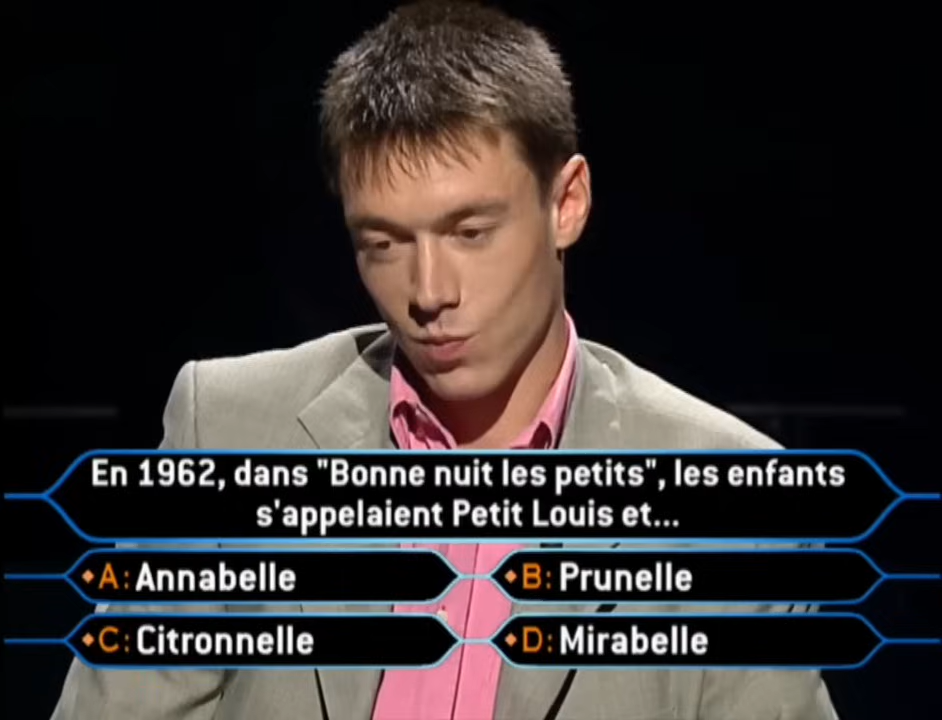 En 1962, dans "Bonne nuit les petits", les enfants
s'appelaient Petit Louis et...
A: Annabelle
B: Prunelle
C: Citronnelle
D: Mirabelle